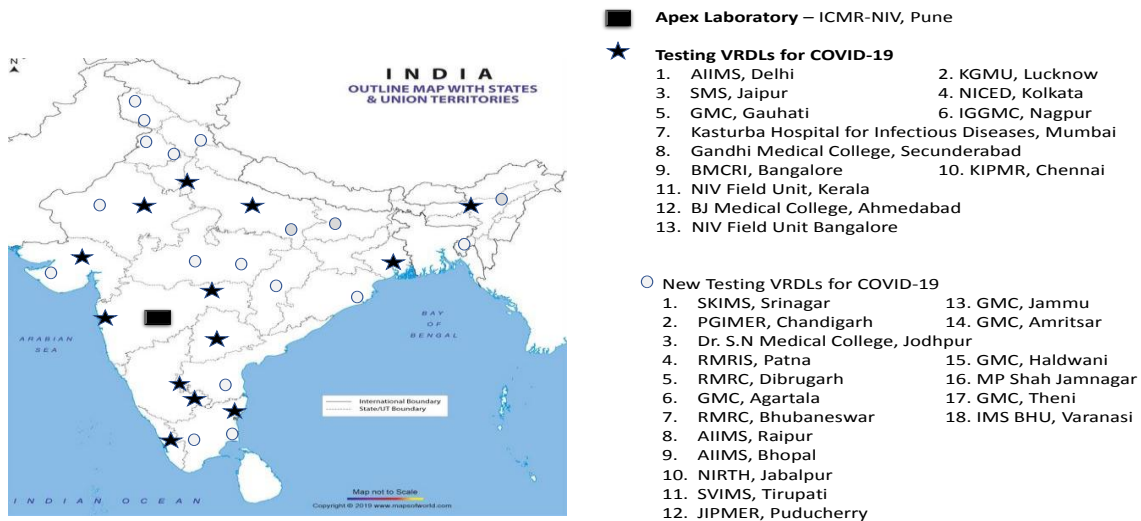 N
INDIA
OUTLINE MAP WITH STATES
& UNION TERRITORIES
ARABIAN
SEA
BAY
OF
BENGAL
International Boundary
State/UT Boundary
INDIAN OCEAN
Map not to Scale
Copyright © 2019 www.mapsofworld.com
Apex Laboratory – ICMR-NIV, Pune
Testing VRDLs for COVID-19
1. AIIMS, Delhi 2. KGMU, Lucknow
3. SMS, Jaipur 4. NICED, Kolkata
5. GMC, Gauhati 6. IGGMC, Nagpur
7. Kasturba Hospital for Infectious Diseases, Mumbai
8. Gandhi Medical College, Secunderabad
9. BMCRI, Bangalore 10. KIPMR, Chennai
11. NIV Field Unit, Kerala
12. BJ Medical College, Ahmedabad
13. NIV Field Unit Bangalore
New Testing VRDLs for COVID-19
1. SKIMS, Srinagar 13. GMC, Jammu
2. PGIMER, Chandigarh 14. GMC, Amritsar
3. Dr. S.N Medical College, Jodhpur
4. RMRIS, Patna 15. GMC, Haldwani
5. RMRC, Dibrugarh 16. MP Shah Jamnagar
6. GMC, Agartala 17. GMC, Theni
7. RMRC, Bhubaneswar 18. IMS BHU, Varanasi
8. AIIMS, Raipur
9. AIIMS, Bhopal
10. NIRTH, Jabalpur
11. SVIMS, Tirupati
12. JIPMER, Puducherry